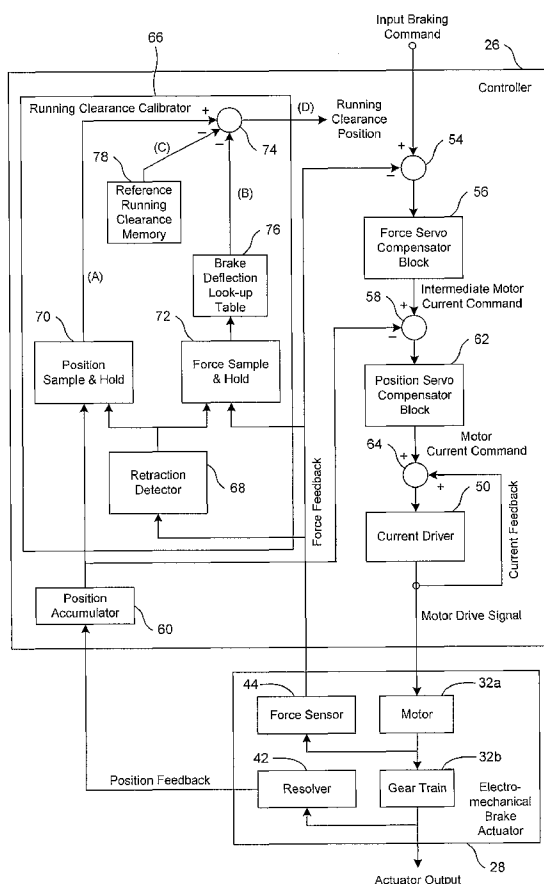 Input Braking
Command
66
26
Controller
Running Clearance Calibrator
+
(D)
Running
Clearance
Position
–
–
74
(C)
78
Reference
Running
Clearance
Memory
(B)
+
–
54
56
Force Servo
Compensator
Block
76
Brake
Deflection
Look-up
Table
(A)
70
72
Intermediate Motor
Current Command
58
+
–
62
Position
Sample & Hold
Force Sample
& Hold
Position Servo
Compensator
Block
Motor
Current Command
64
+
+
Retraction
Detector
68
50
Current Driver
Force Feedback
Current Feedback
Position
Accumulator
60
Motor Drive Signal
44
32a
Force Sensor
Motor
42
32b
Position Feedback
Resolver
Gear Train
Electro-
mechanical
Brake
Actuator
28
Actuator Output